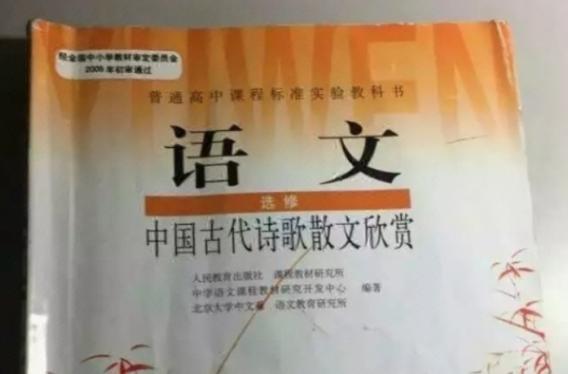 YUWEN
经全国中小学教材审定委员会
2005年初审通过
普通高中课程标准实验教科书
语文
选修
中国古代诗歌散文欣赏
人民教育出版社 课程教材研究所
中学语文课程教材研究开发中心 编著
北京大学中文系 语文教育研究所